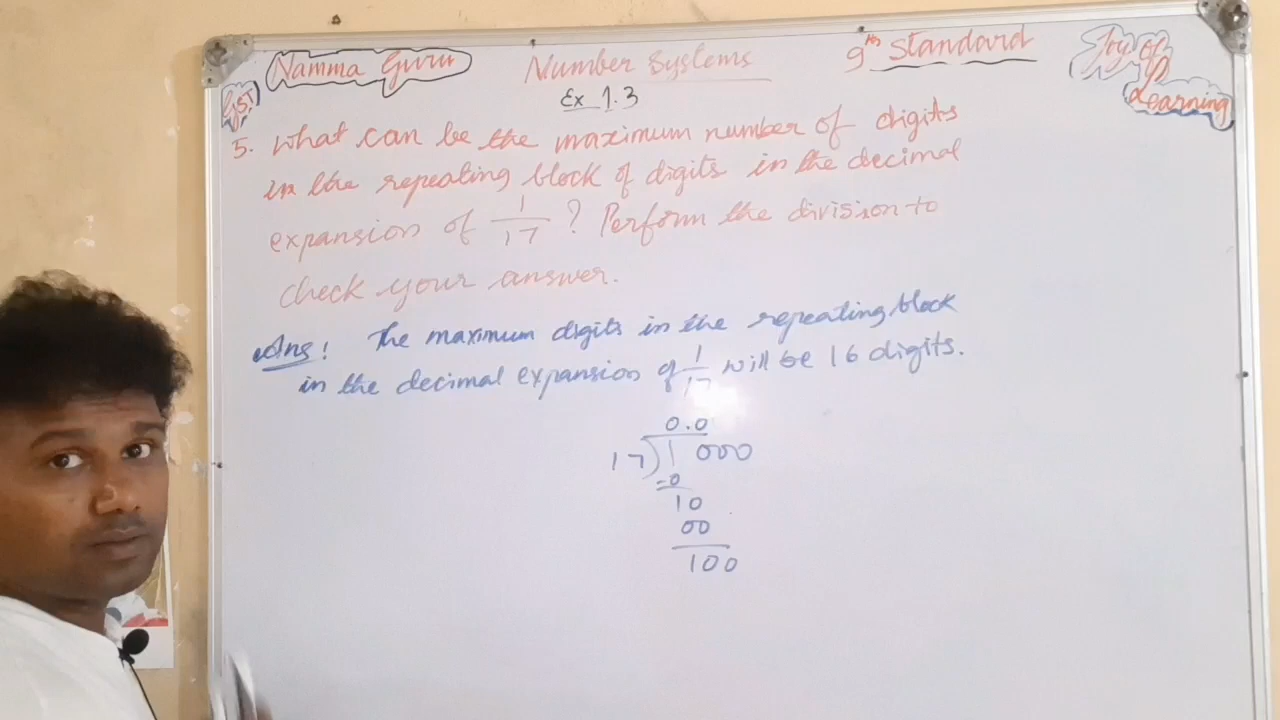 Namma Guru Number Systems 9th Standard Joy of Learning
Ex 1.3
5. What can be the maximum number of digits
in the repeating block of digits in the decimal
expansion of 1/17 ? Perform the division to
check your answer.
Ans: The maximum digits in the repeating block
in the decimal expansion of 1/17 will be 16 digits.
0.0
17) 1 000
-0
10
00
100